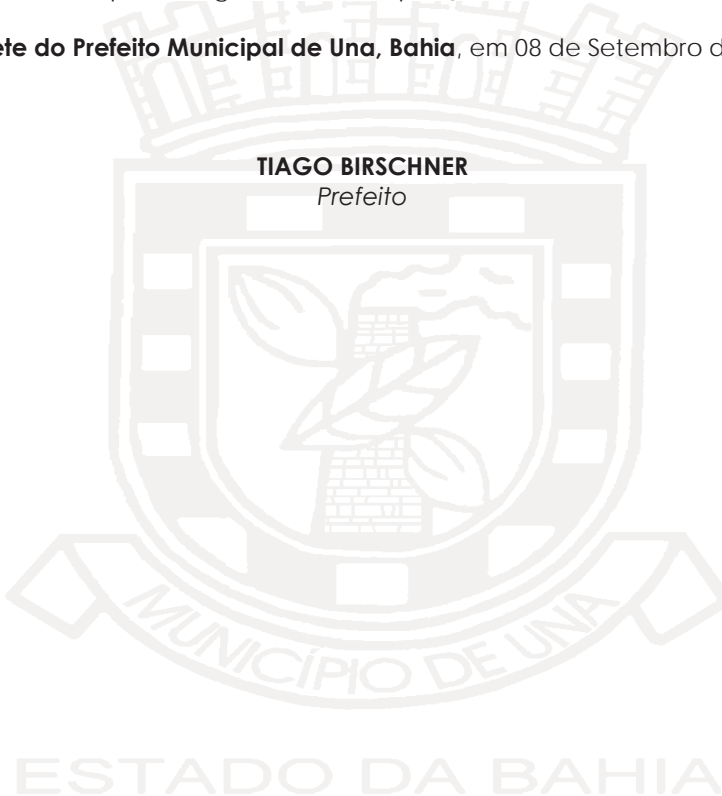 ete do Prefeito Municipal de Una, Bahia, em 08 de Setembro d
TIAGO BIRSCHNER
Prefeito
MUNICÍPIO DE UNA
ESTADO DA BAHIA